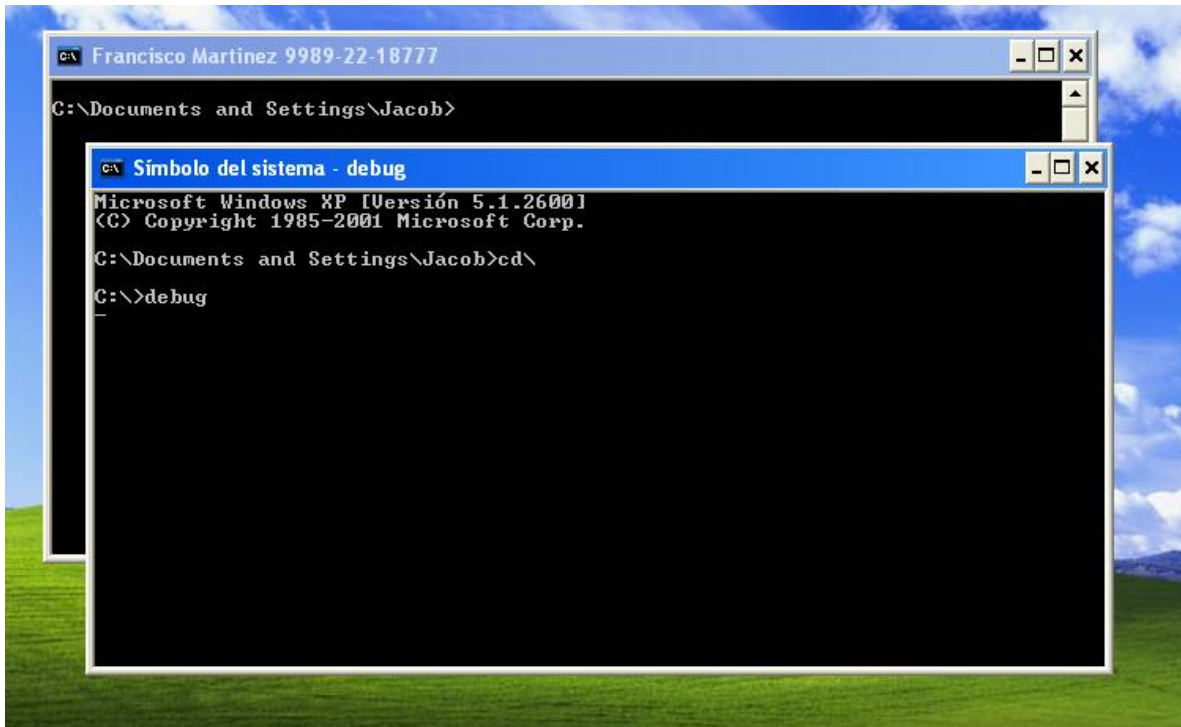 Francisco Martinez 9989-22-18777
C:\Documents and Settings\Jacob>
Símbolo del sistema - debug
Microsoft Windows XP [Versión 5.1.2600]
(C) Copyright 1985-2001 Microsoft Corp.
C:\Documents and Settings\Jacob>cd\
C:\>debug